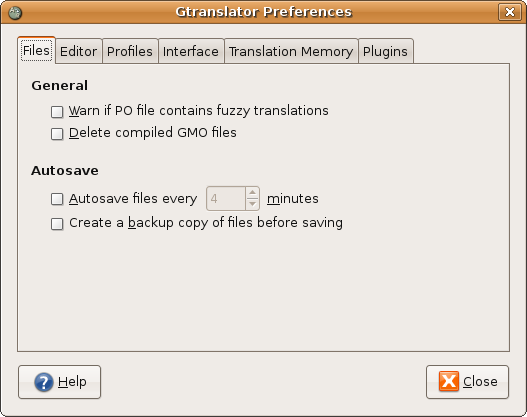 Gtranslator Preferences
Files Editor Profiles Interface Translation Memory Plugins
General
Warn if PO file contains fuzzy translations
Delete compiled GMO files
Autosave
Autosave files every 4 minutes
Create a backup copy of files before saving
Help Close